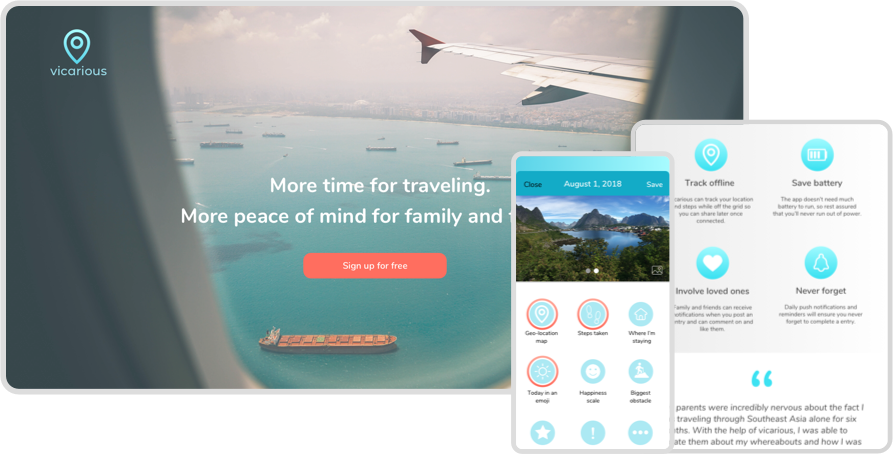 vicarious
More time for traveling.
More peace of mind for family and
Sign up for free
Close August 1, 2018 Save
Geo-location
map
Steps taken
Where I'm
staying
Today in an
emoji
Happiness
scale
Biggest
obstacle
Track offline
carious can track your location
nd steps while off the grid so
you can share later once
connected.
Save battery
The app doesn't need much
battery to run, so rest assured
that you'll never run out of power.
Involve loved ones
Family and friends can receive
notifications when you post an
entry and can comment on and
like them.
Never forget
Daily push notifications and
reminders will ensure you never
forget to complete a entry.
“
parents were incredibly nervous about the fact I
traveling through Southeast Asia alone for six
ths. With the help of vicarious, I was able to
ate them about my whereabouts and how I was